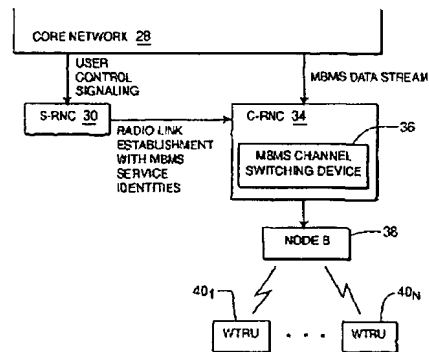 CORE NETWORK 28
USER
CONTROL
SIGNALING
MBMS DATA STREAM
S-RNC 30
C-RNC 34
36
RADIO LINK
ESTABLISHMENT
WITH MBMS
SERVICE
IDENTITIES
MBMS CHANNEL
SWITCHING DEVICE
NODE B
38
40₁
40N
WTRU
. . .
WTRU